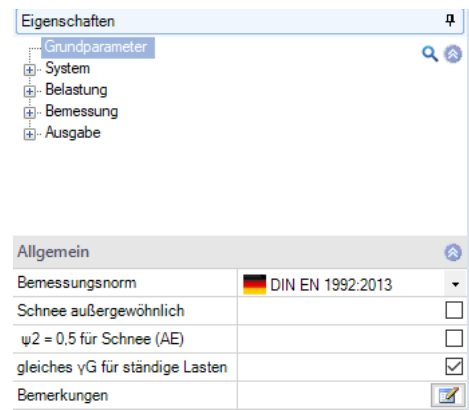 Eigenschaften
Grundparameter
System
Belastung
Bemessung
Ausgabe
Allgemein
Bemessungsnorm DIN EN 1992:2013
Schnee außergewöhnlich
ψ2 = 0,5 für Schnee (AE)
gleiches γG für ständige Lasten
Bemerkungen